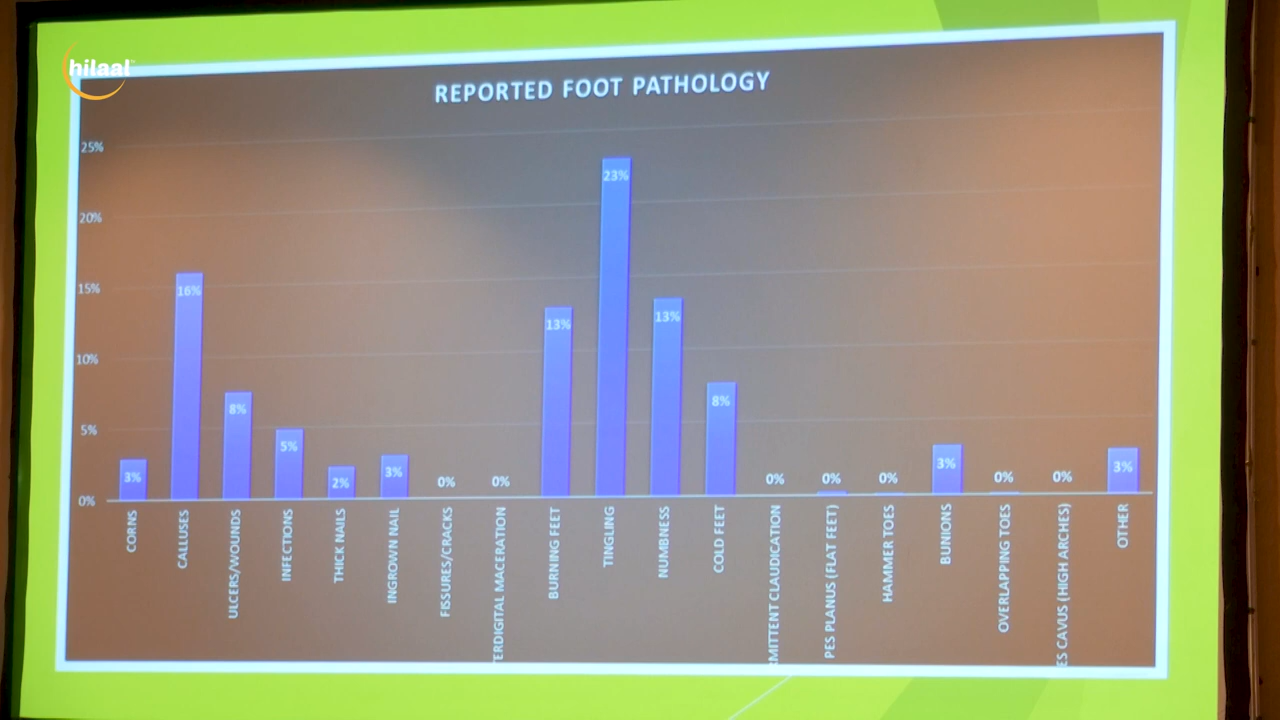 hilaal
REPORTED FOOT PATHOLOGY
25%
20%
15%
10%
5%
0%
3%
16%
8%
5%
2%
3%
0%
0%
13%
23%
13%
8%
0%
0%
0%
3%
0%
0%
3%
CORNS
CALLUSES
ULCERS/WOUNDS
INFECTIONS
THICK NAILS
INGROWN NAIL
FISSURES/CRACKS
TERDIGITAL MACERATION
BURNING FEET
TINGLING
NUMBNESS
COLD FEET
RMITTENT CLAUDICATION
PES PLANUS (FLAT FEET)
HAMMER TOES
BUNIONS
OVERLAPPING TOES
ES CAVUS (HIGH ARCHES)
OTHER